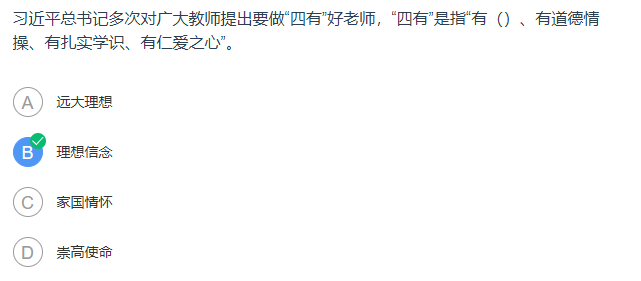 习近平总书记多次对广大教师提出要做“四有”好老师，“四有”是指“有（）、有道德情
操、有扎实学识、有仁爱之心”。
A 远大理想
B 理想信念
C 家国情怀
D 崇高使命